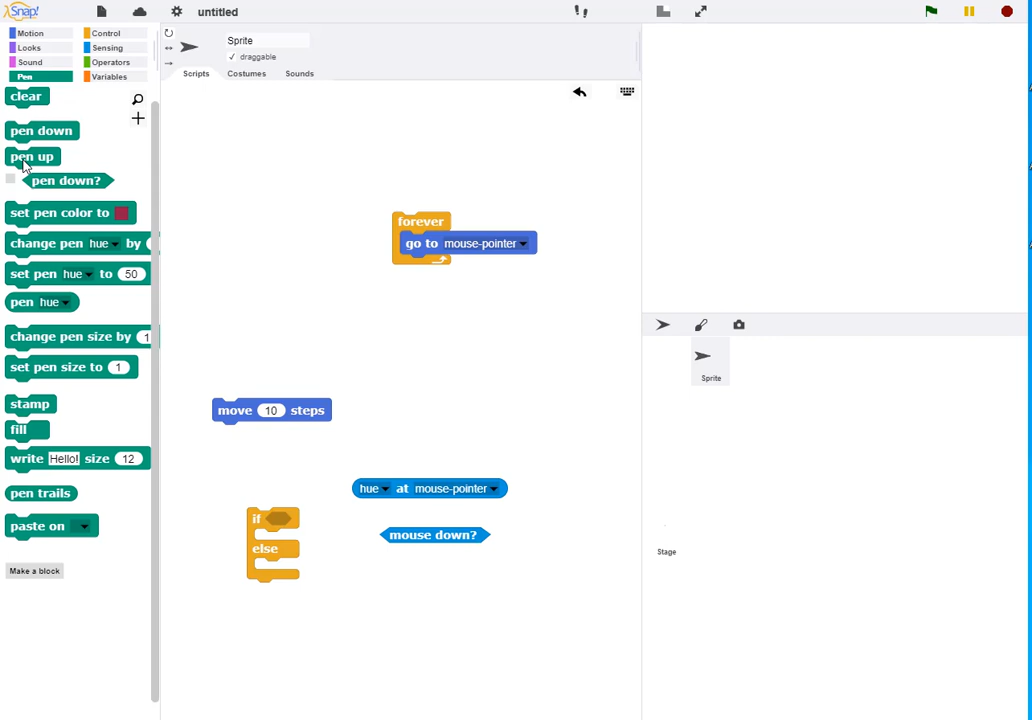 Snap!
untitled
Motion
Control
Looks
Sensing
Sound
Operators
Pen
Variables
Sprite
draggable
Scripts
Costumes
Sounds
clear
pen down
pen up
pen down?
set pen color to
change pen hue by
set pen hue to 50
pen hue
change pen size by 1
set pen size to 1
stamp
fill
write Hello! size 12
pen trails
paste on
Make a block
forever
go to mouse-pointer
move 10 steps
hue at mouse-pointer
if
mouse down?
else
Sprite
Stage